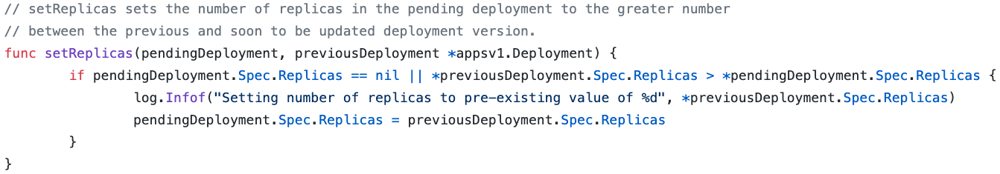 // setReplicas sets the number of replicas in the pending deployment to the greater number
// between the previous and soon to be updated deployment version.
func setReplicas(pendingDeployment, previousDeployment *appsv1.Deployment) {
        if pendingDeployment.Spec.Replicas == nil || *previousDeployment.Spec.Replicas > *pendingDeployment.Spec.Replicas {
                log.Infof("Setting number of replicas to pre-existing value of %d", *previousDeployment.Spec.Replicas)
                pendingDeployment.Spec.Replicas = previousDeployment.Spec.Replicas
        }
}